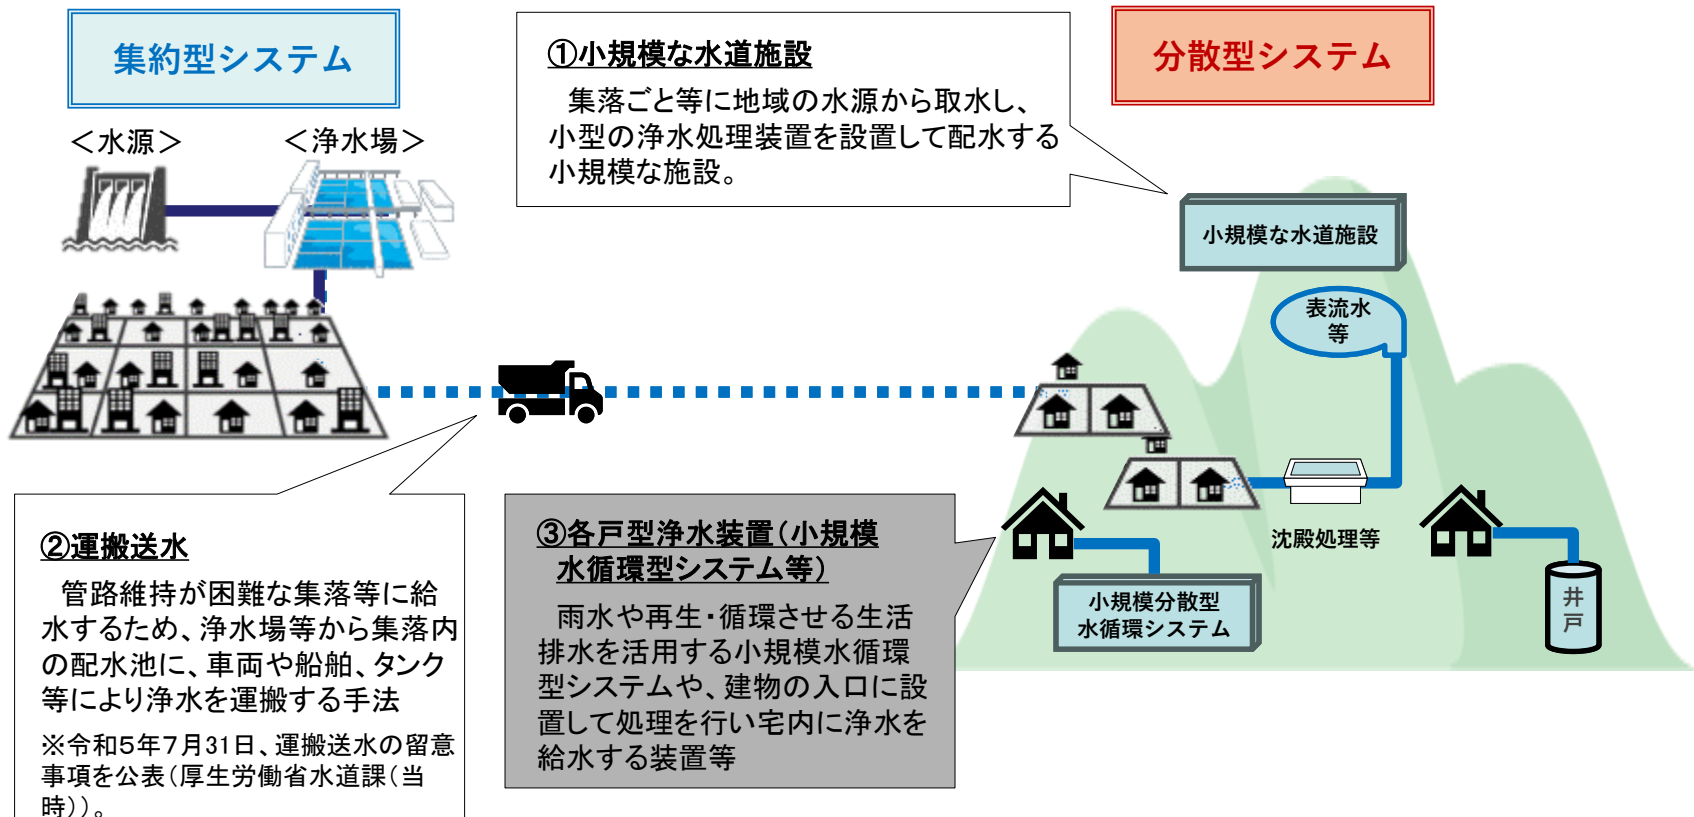 集約型システム
＜水源＞
＜浄水場＞
①小規模な水道施設
集落ごと等に地域の水源から取水し、
小型の浄水処理装置を設置して配水する
小規模な施設。
分散型システム
小規模な水道施設
表流水
等
沈殿処理等
小規模分散型
水循環システム
井
戸
②運搬送水
管路維持が困難な集落等に給
水するため、浄水場等から集落内
の配水池に、車両や船舶、タンク
等により浄水を運搬する手法
※令和5年7月31日、運搬送水の留意
事項を公表（厚生労働省水道課（当
時））。
③各戸型浄水装置（小規模
水循環型システム等）
雨水や再生・循環させる生活
排水を活用する小規模水循環
型システムや、建物の入口に設
置して処理を行い宅内に浄水を
給水する装置等